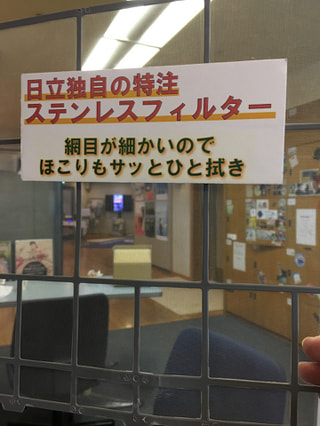 日立独自の特注
ステンレスフィルター
網目が細かいので
ほこりもサッとひと拭き